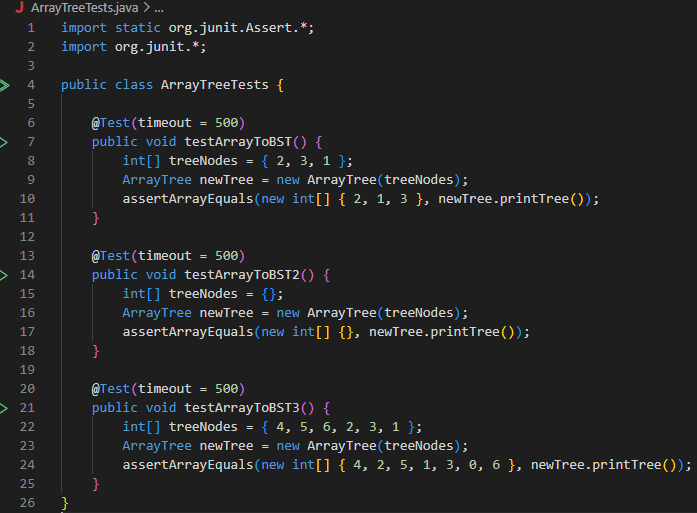 ArrayTreeTests.java > ...
1 import static org.junit.Assert.*;
2 import org.junit.*;
3
4 public class ArrayTreeTests {
5
6 @Test(timeout = 500)
7 public void testArrayToBST() {
8 int[] treeNodes = { 2, 3, 1 };
9 ArrayTree newTree = new ArrayTree(treeNodes);
10 assertArrayEquals(new int[] { 2, 1, 3 }, newTree.printTree());
11 }
12
13 @Test(timeout = 500)
14 public void testArrayToBST2() {
15 int[] treeNodes = {};
16 ArrayTree newTree = new ArrayTree(treeNodes);
17 assertArrayEquals(new int[] {}, newTree.printTree());
18 }
19
20 @Test(timeout = 500)
21 public void testArrayToBST3() {
22 int[] treeNodes = { 4, 5, 6, 2, 3, 1 };
23 ArrayTree newTree = new ArrayTree(treeNodes);
24 assertArrayEquals(new int[] { 4, 2, 5, 1, 3, 0, 6 }, newTree.printTree());
25 }
26 }